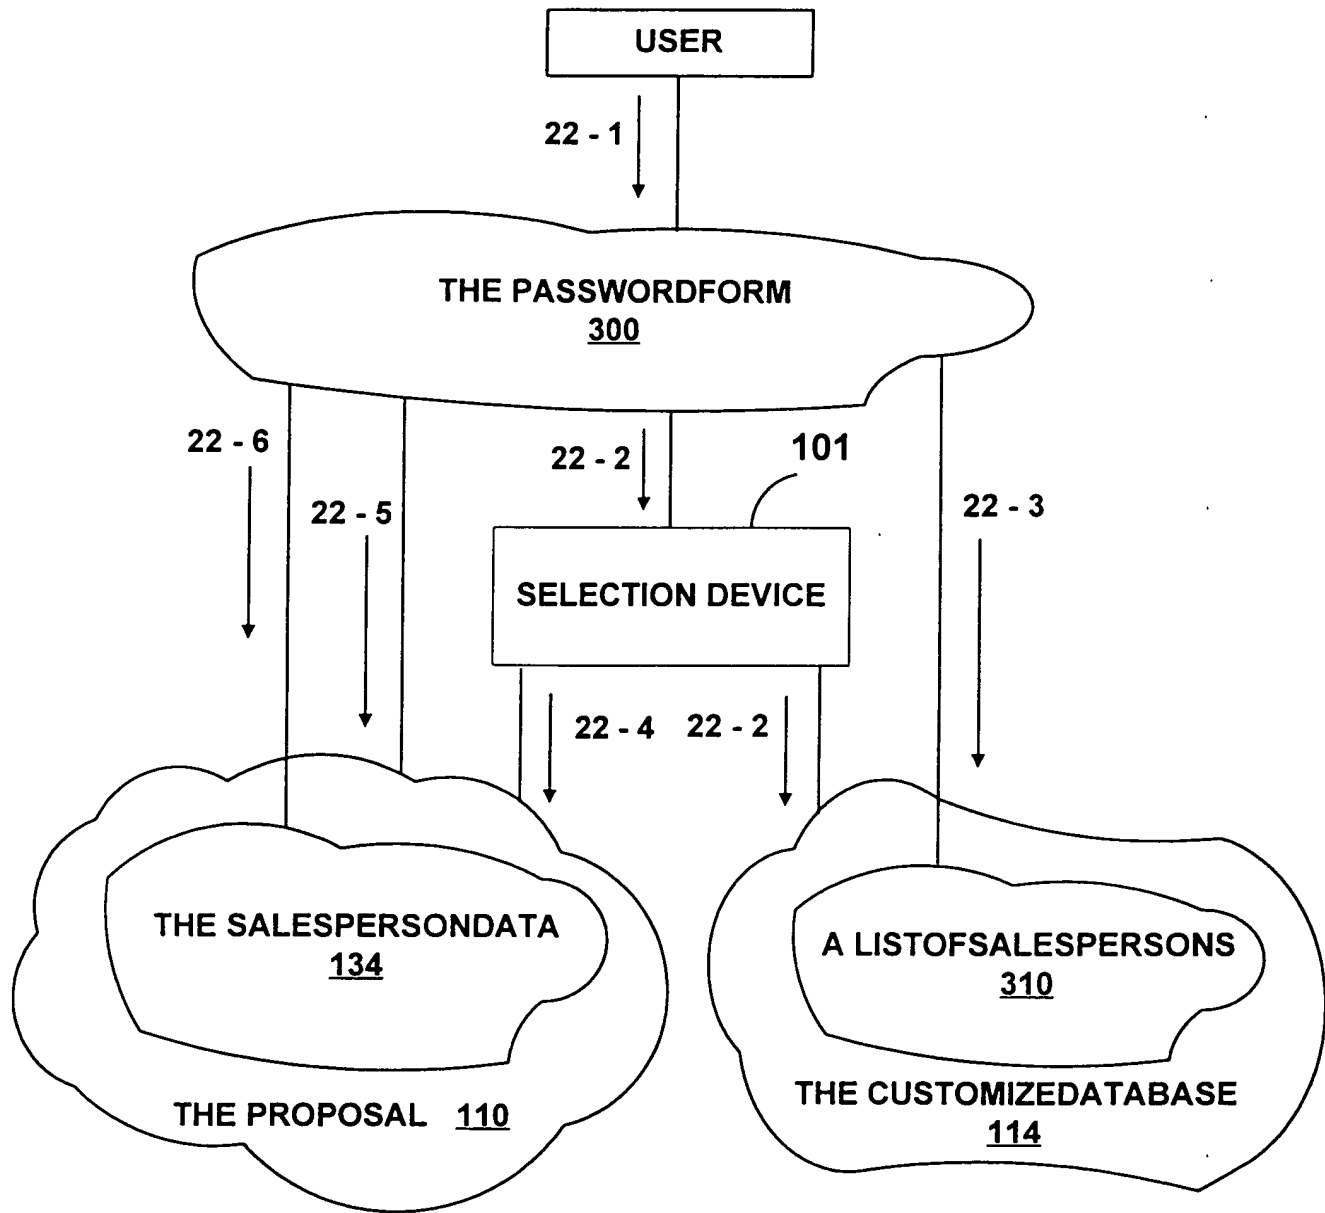 USER
22 - 1
THE PASSWORDFORM
300
22 - 6
22 - 2
101
22 - 5
22 - 3
SELECTION DEVICE
22 - 4
22 - 2
THE SALESPERSONDATA
134
A LISTOFSALESPERSONS
310
THE PROPOSAL 110
THE CUSTOMIZEDATABASE
114